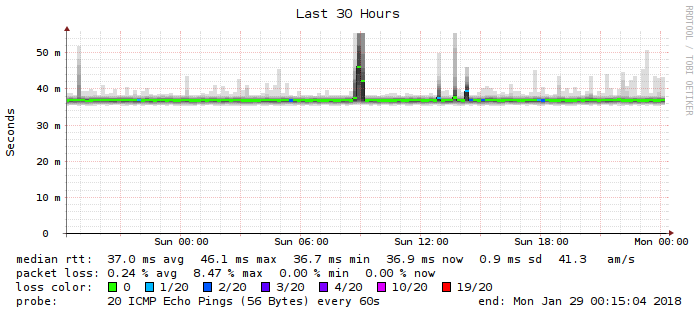 Last 30 Hours
RRDTOOL / TOBI OETIKER
Seconds
50 m
40 m
30 m
20 m
10 m
0
Sun 00:00 Sun 06:00 Sun 12:00 Sun 18:00 Mon 00:00
median rtt: 37.0 ms avg 46.1 ms max 36.7 ms min 36.9 ms now 0.9 ms sd 41.3 am/s
packet loss: 0.24 % avg 8.47 % max 0.00 % min 0.00 % now
loss color: 0 1/20 2/20 3/20 4/20 10/20 19/20
probe: 20 ICMP Echo Pings (56 Bytes) every 60s end: Mon Jan 29 00:15:04 2018